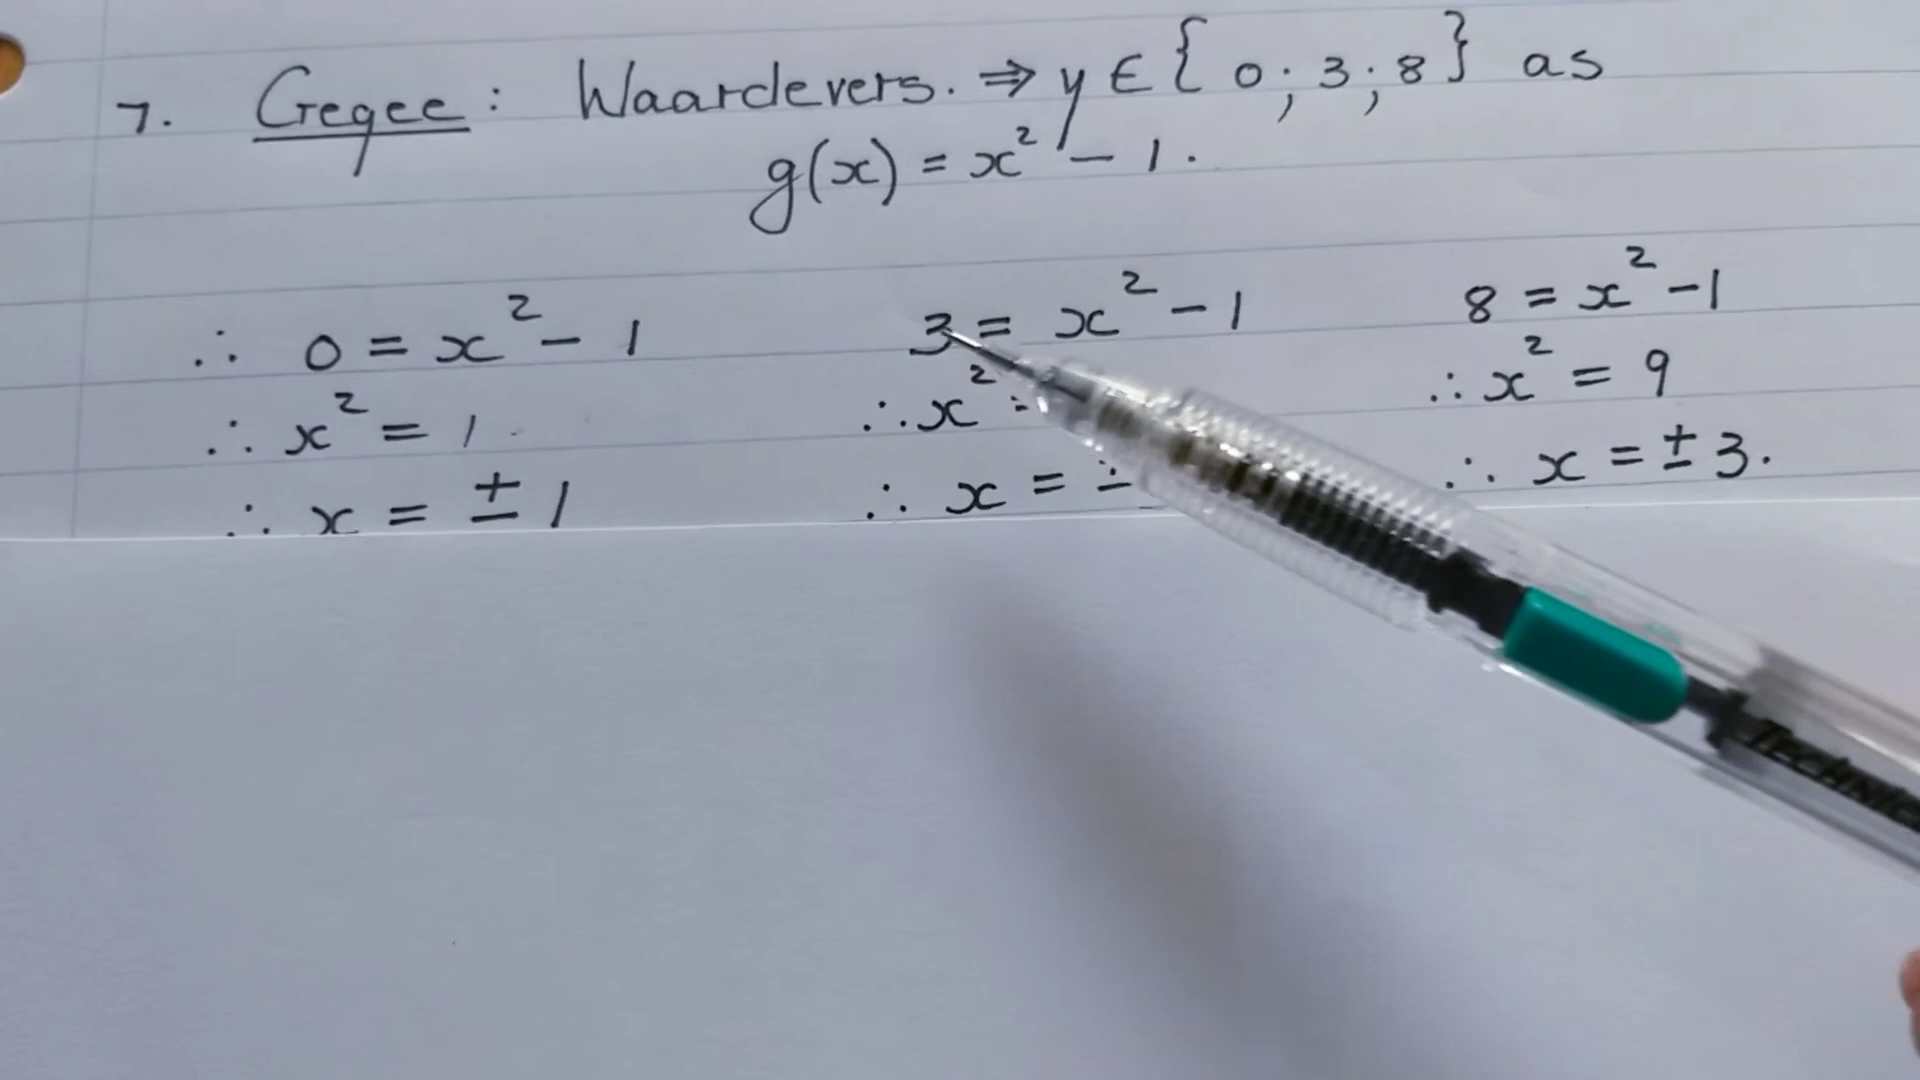 7. Gegee: Waardevers. ⇒ y ∈ { 0 ; 3 ; 8 } as
g(x) = x² - 1.
∴ 0 = x² - 1 3 = x² - 1 8 = x² - 1
∴ x² = 1 ∴ x² = ∴ x² = 9
∴ x = ± 1 ∴ x = ± ∴ x = ± 3.